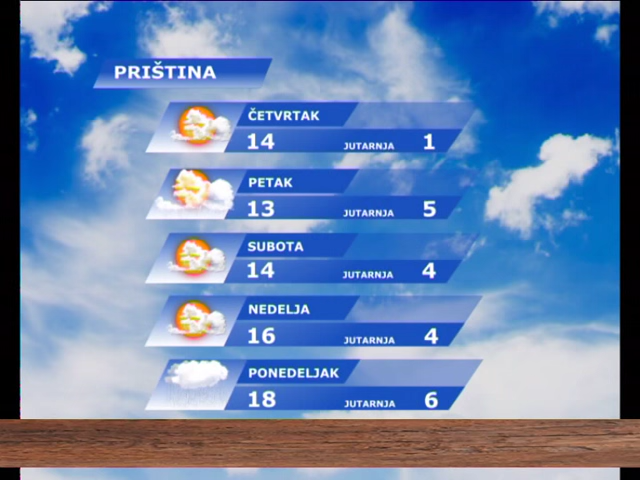 PRIŠTINA
ČETVRTAK
14 JUTARNJA 1
PETAK
13 JUTARNJA 5
SUBOTA
14 JUTARNJA 4
NEDELJA
16 JUTARNJA 4
PONEDELJAK
18 JUTARNJA 6